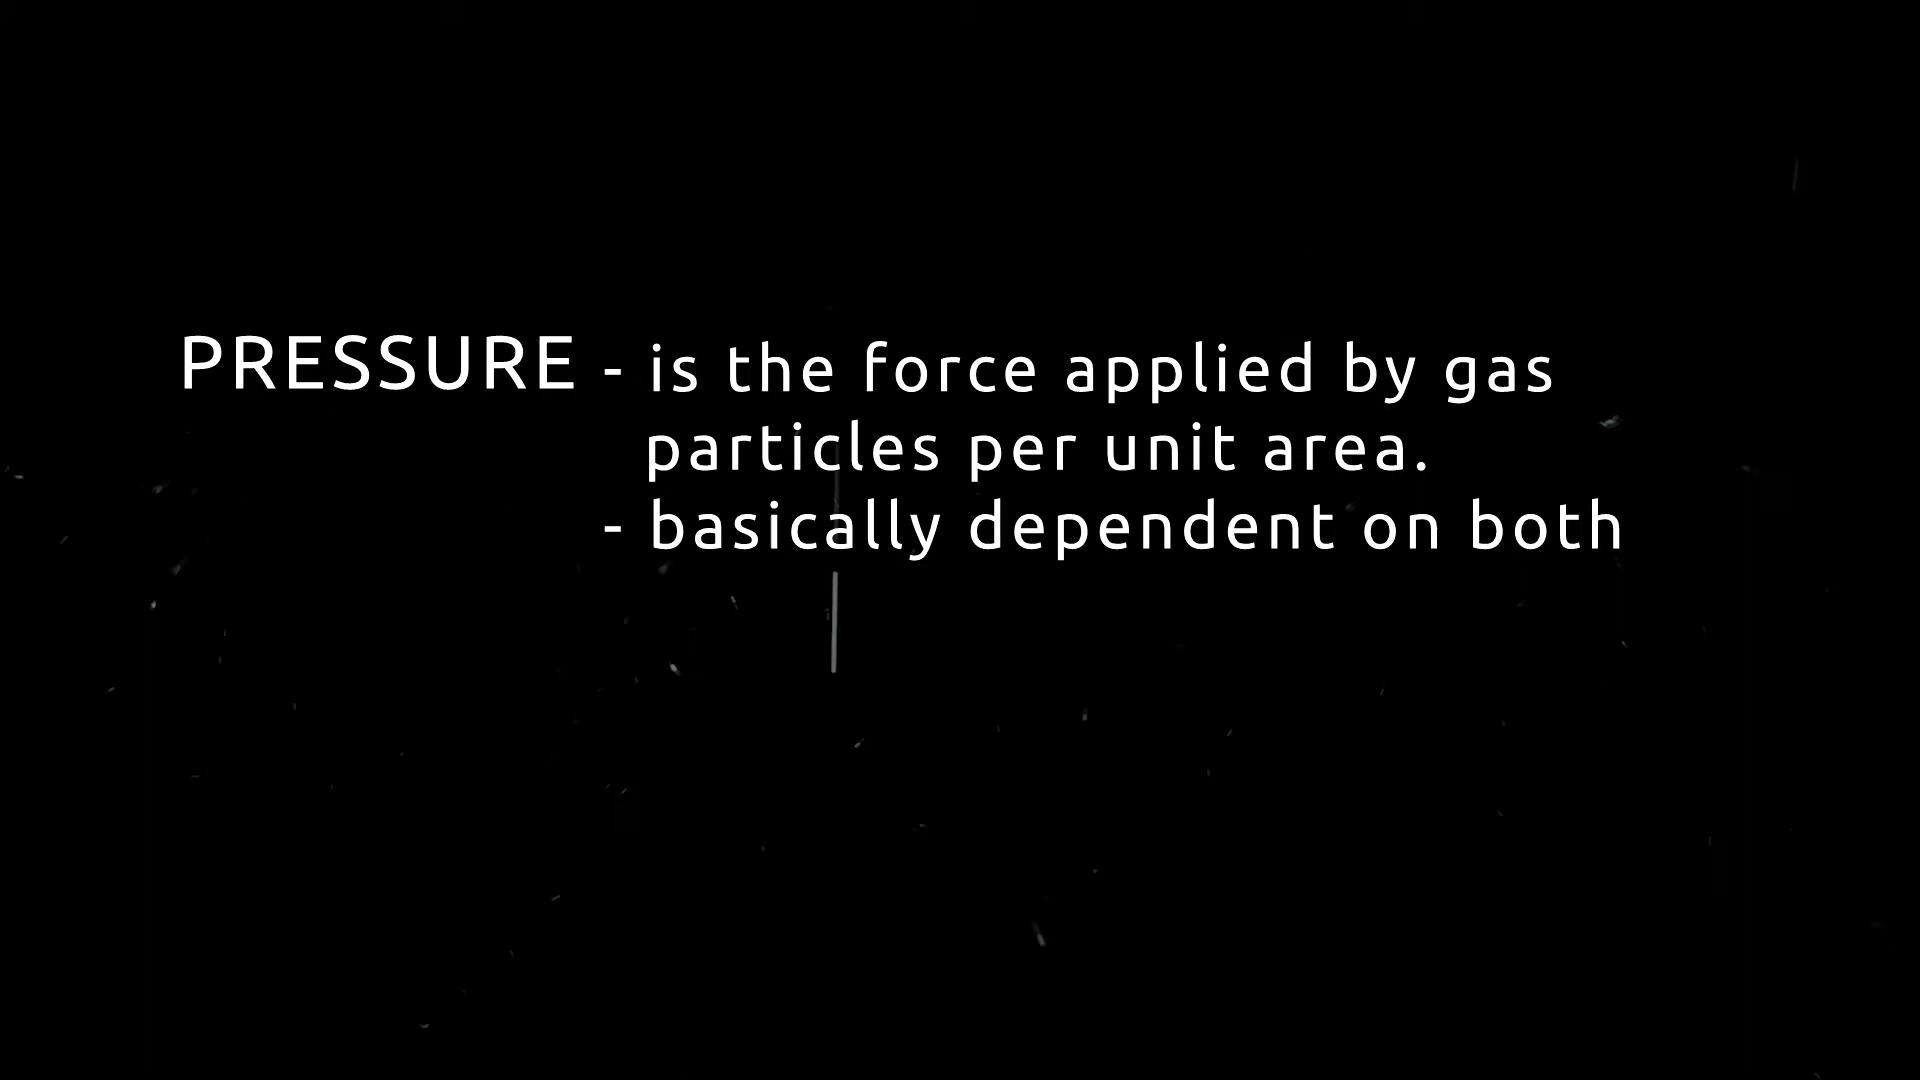 PRESSURE - is the force applied by gas
particles per unit area.
- basically dependent on both